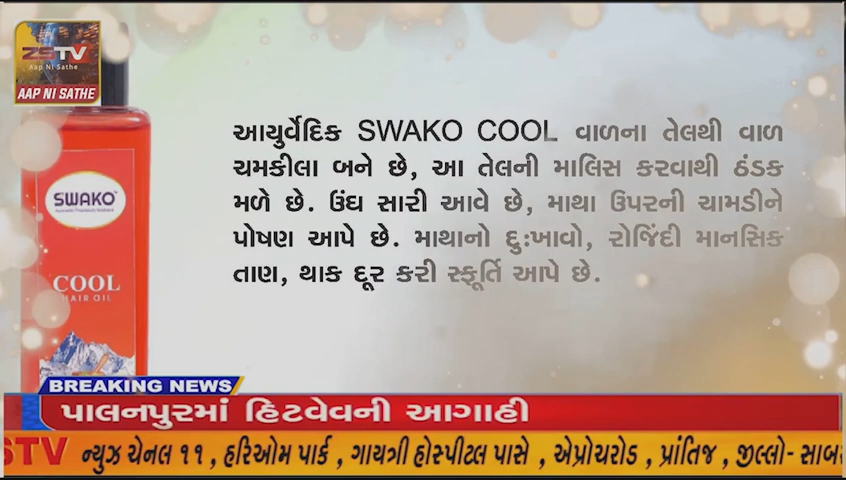 ZSTV
Aap Ni Sathe
AAP NI SATHE
આયુર્વેદિક SWAKO COOL વાળના તેલથી વાળ
ચમકીલા બને છે, આ તેલની માલિસ કરવાથી ઠંડક
મળે છે. ઉંઘ સારી આવે છે, માથા ઉપરની ચામડીને
પોષણ આપે છે. માથાનો દુઃખાવો, રોજિંદી માનસિક
તાણ, થાક દૂર કરી સ્ફૂર્તિ આપે છે.
SWAKO
COOL
HAIR OIL
BREAKING NEWS
પાલનપુરમાં હિટવેવની આગાહી
STV ન્યુઝ ચેનલ ૧૧ , હરિઓમ પાર્ક , ગાયત્રી હોસ્પીટલ પાસે , એપ્રોચરોડ , પ્રાંતિજ , જીલ્લો- સાબર